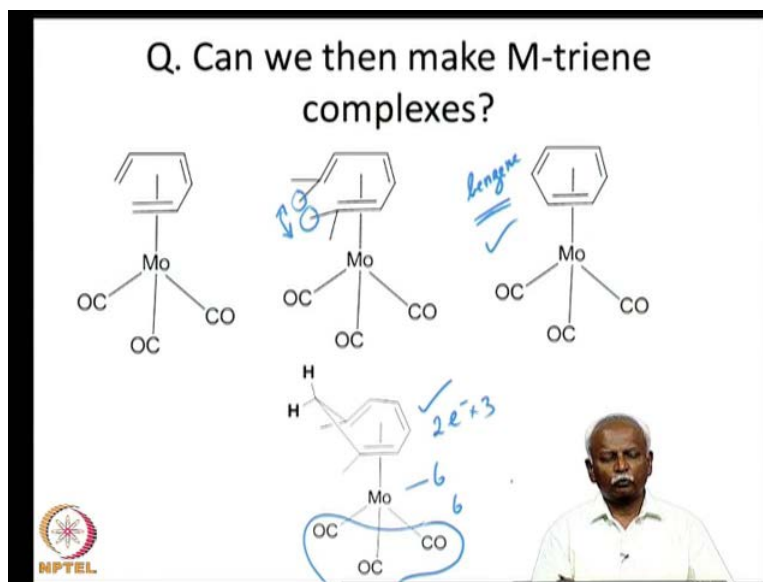 Q. Can we then make M-triene
complexes?
benzene
Mo
OC
OC
CO
Mo
OC
OC
CO
Mo
OC
OC
CO
H
H
2e⁻×3
Mo
6
6
OC
OC
CO
NPTEL